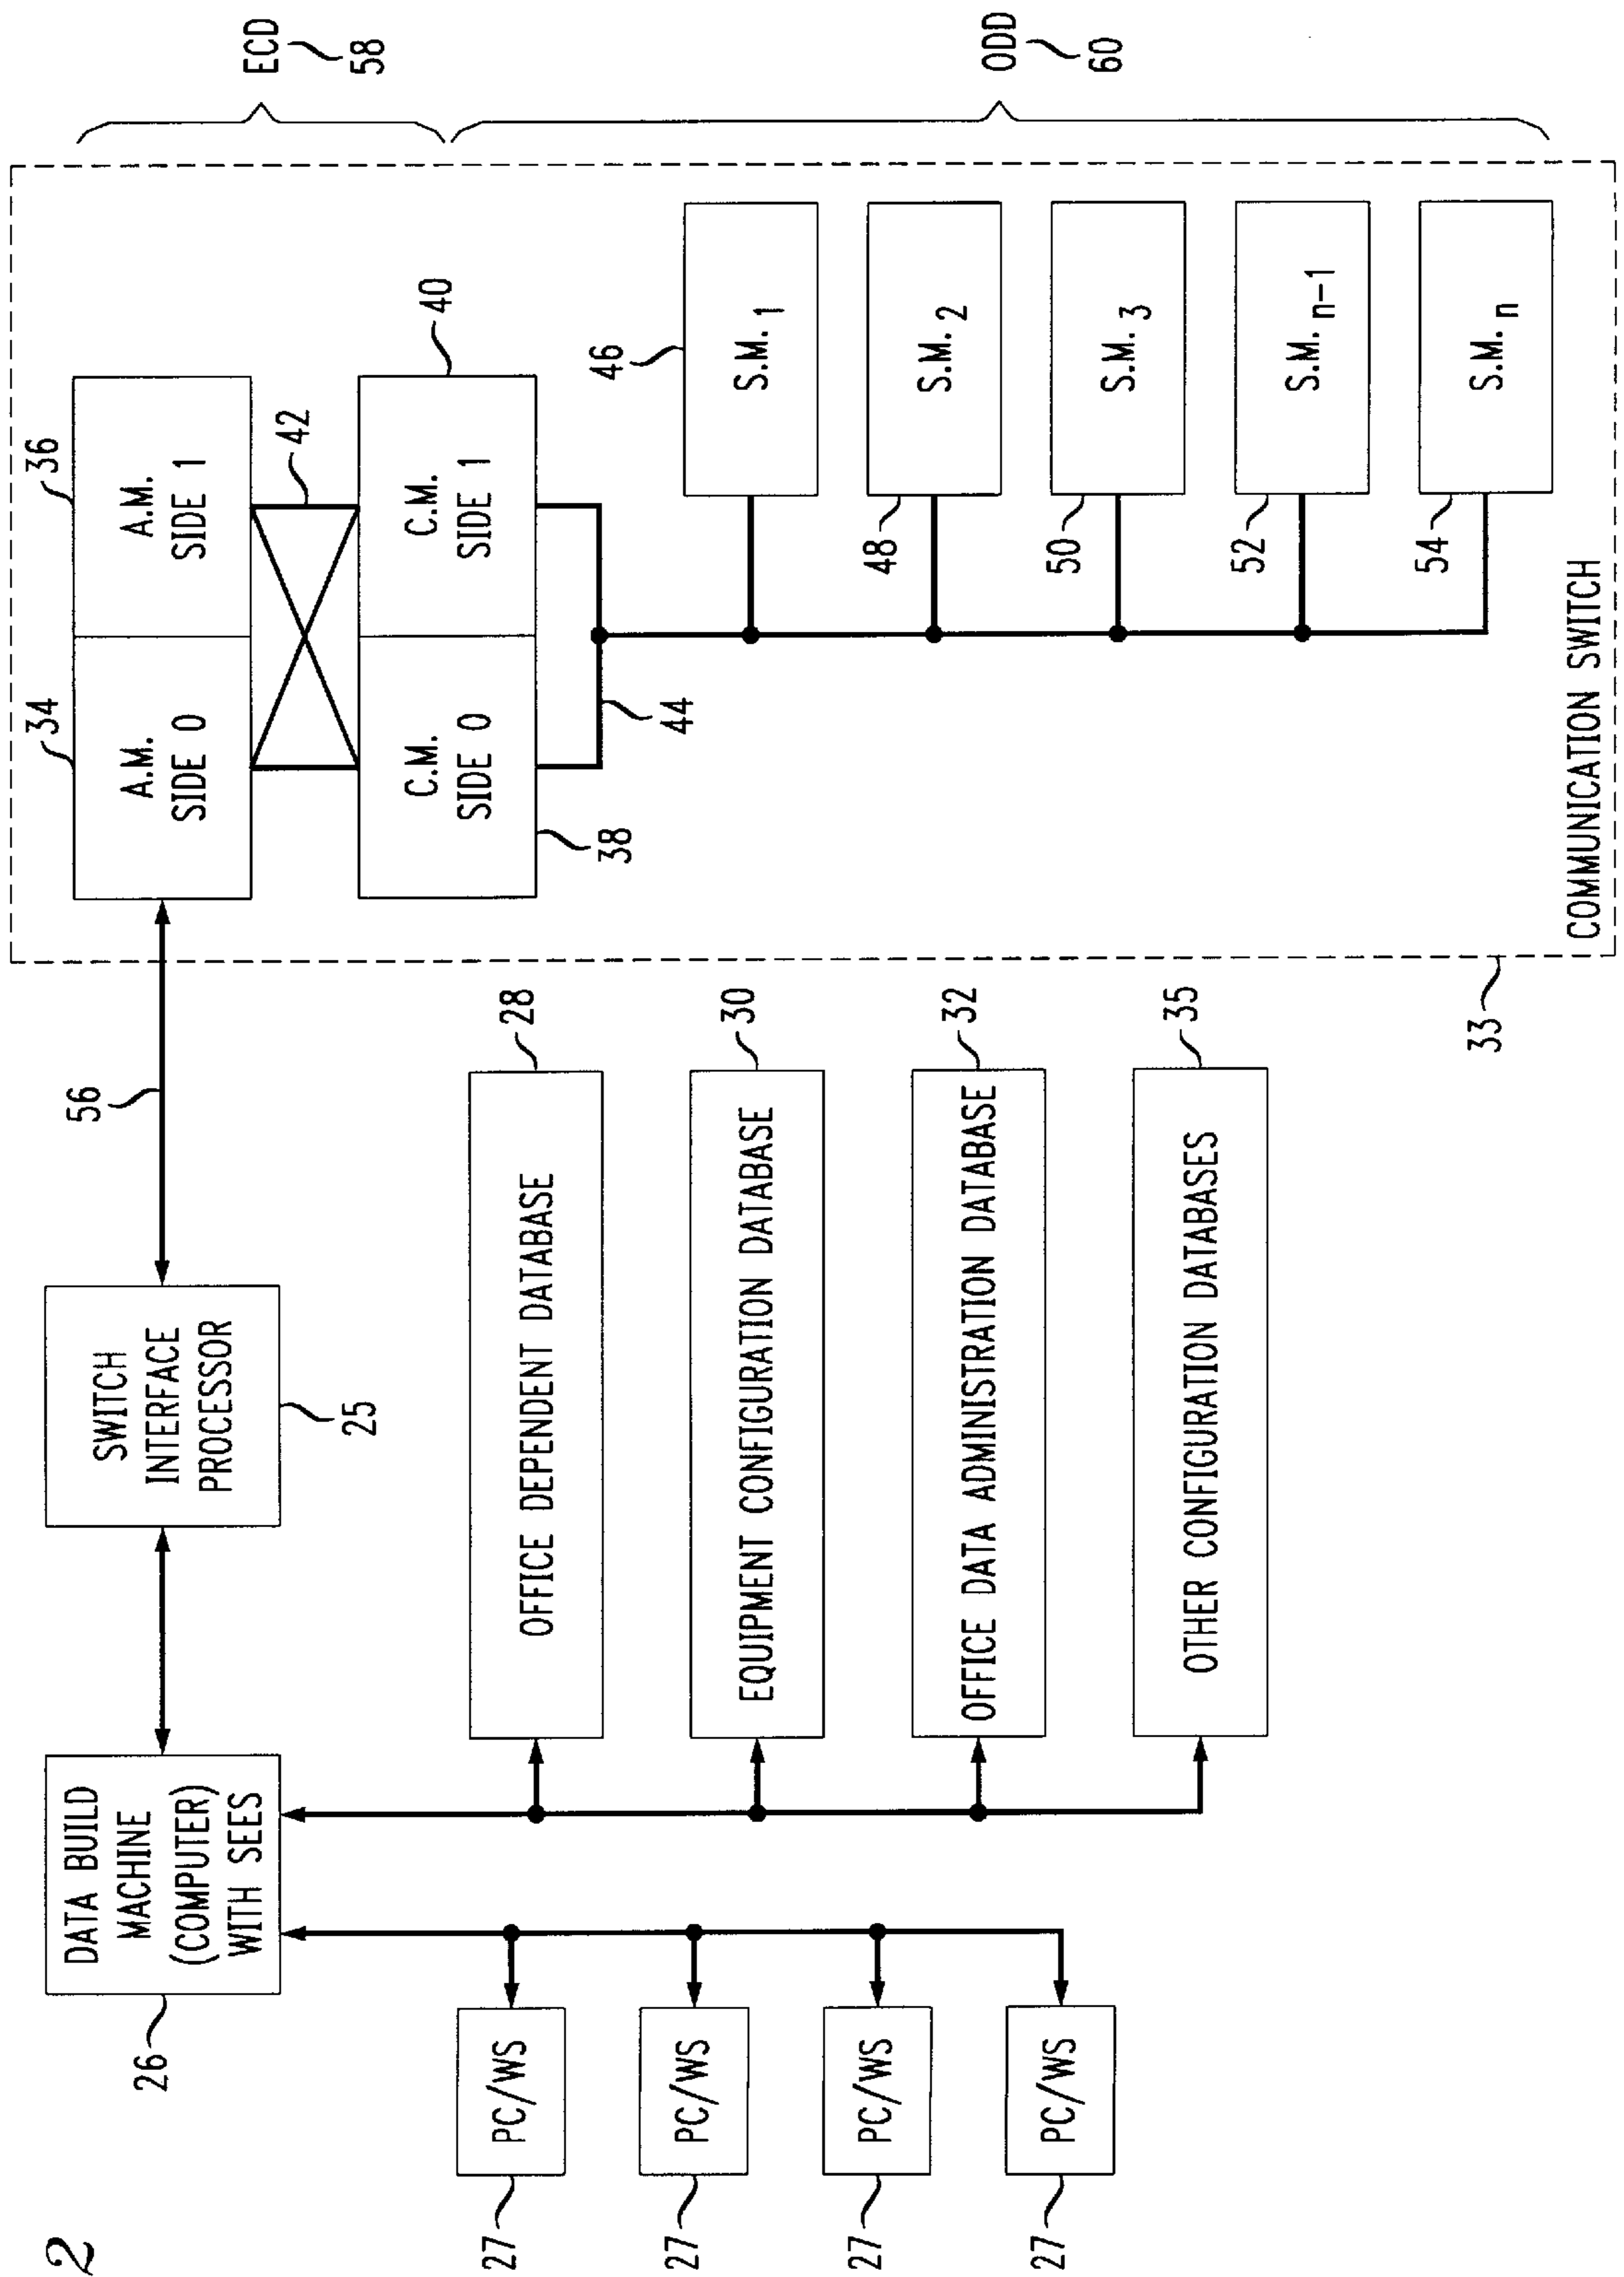 2
DATA BUILD
MACHINE
(COMPUTER)
WITH SEES
26
SWITCH
INTERFACE
PROCESSOR
25
56
PC/WS
27
PC/WS
27
PC/WS
27
PC/WS
27
OFFICE DEPENDENT DATABASE
28
EQUIPMENT CONFIGURATION DATABASE
30
OFFICE DATA ADMINISTRATION DATABASE
32
OTHER CONFIGURATION DATABASES
35
34
A.M.
SIDE 0
36
A.M.
SIDE 1
42
C.M.
SIDE 0
38
C.M.
SIDE 1
40
44
46
S.M.1
48
S.M.2
50
S.M.3
52
S.M.n-1
54
S.M.n
COMMUNICATION SWITCH
33
ECD
58
ODD
60